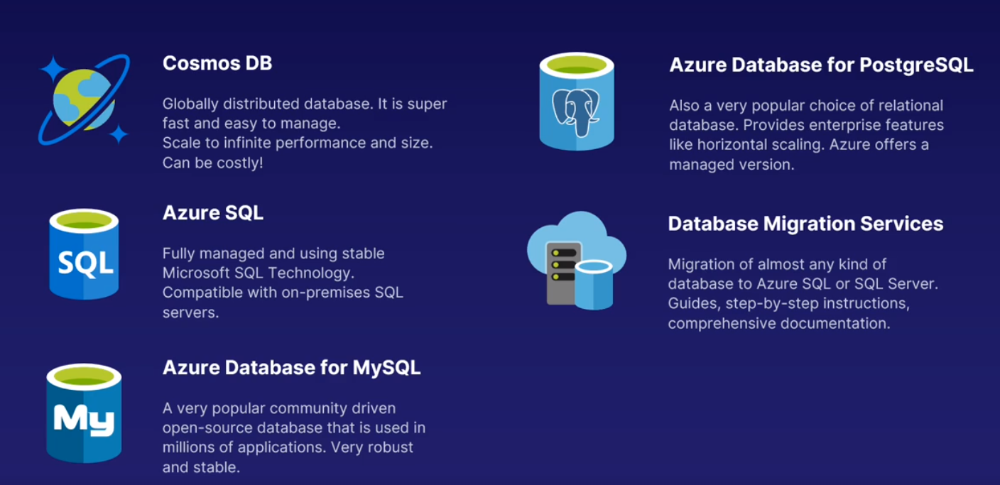 Cosmos DB
Globally distributed database. It is super
fast and easy to manage.
Scale to infinite performance and size.
Can be costly!
SQL
Azure SQL
Fully managed and using stable
Microsoft SQL Technology.
Compatible with on-premises SQL
servers.
My
Azure Database for MySQL
A very popular community driven
open-source database that is used in
millions of applications. Very robust
and stable.
Azure Database for PostgreSQL
Also a very popular choice of relational
database. Provides enterprise features
like horizontal scaling. Azure offers a
managed version.
Database Migration Services
Migration of almost any kind of
database to Azure SQL or SQL Server.
Guides, step-by-step instructions,
comprehensive documentation.